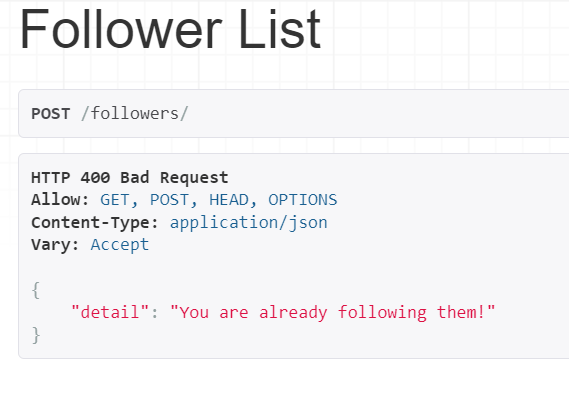 Follower List
POST /followers/
HTTP 400 Bad Request
Allow: GET, POST, HEAD, OPTIONS
Content-Type: application/json
Vary: Accept
{
    "detail": "You are already following them!"
}